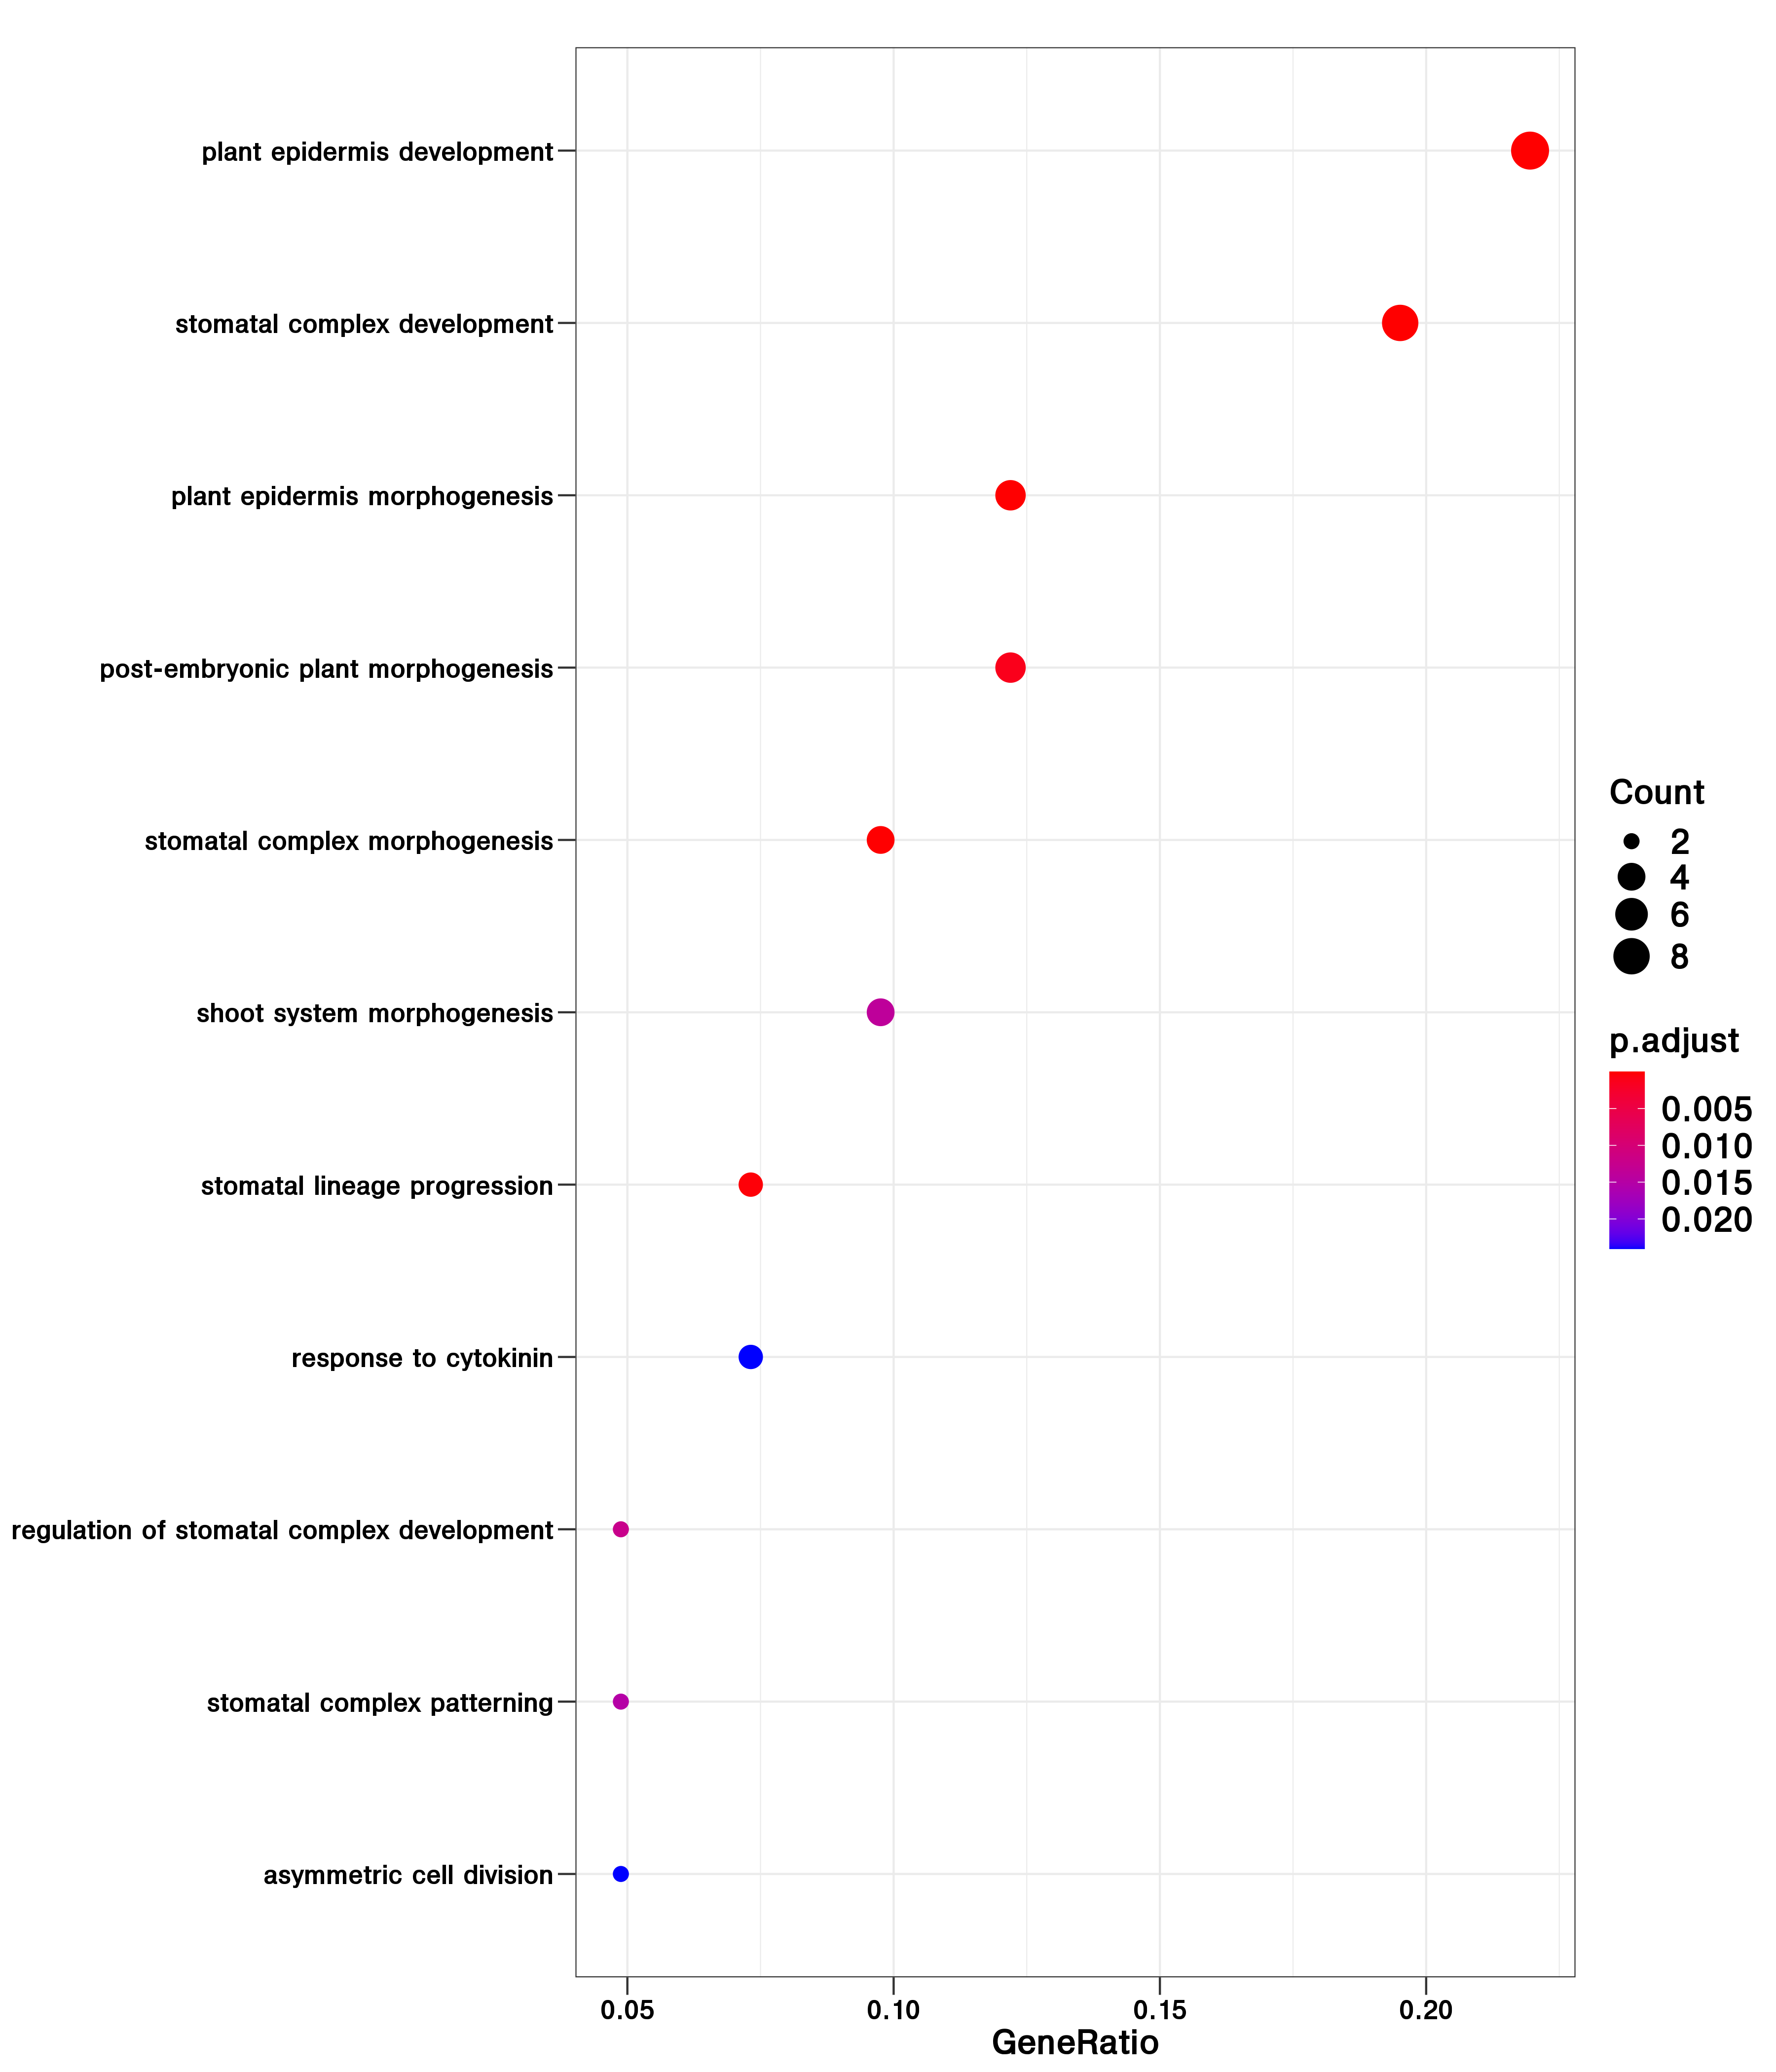 plant epidermis development
stomatal complex development
plant epidermis morphogenesis
post-embryonic plant morphogenesis
stomatal complex morphogenesis
shoot system morphogenesis
stomatal lineage progression
response to cytokinin
regulation of stomatal complex development
stomatal complex patterning
asymmetric cell division
0.05 0.10 0.15 0.20
GeneRatio
Count
2
4
6
8
p.adjust
0.005
0.010
0.015
0.020